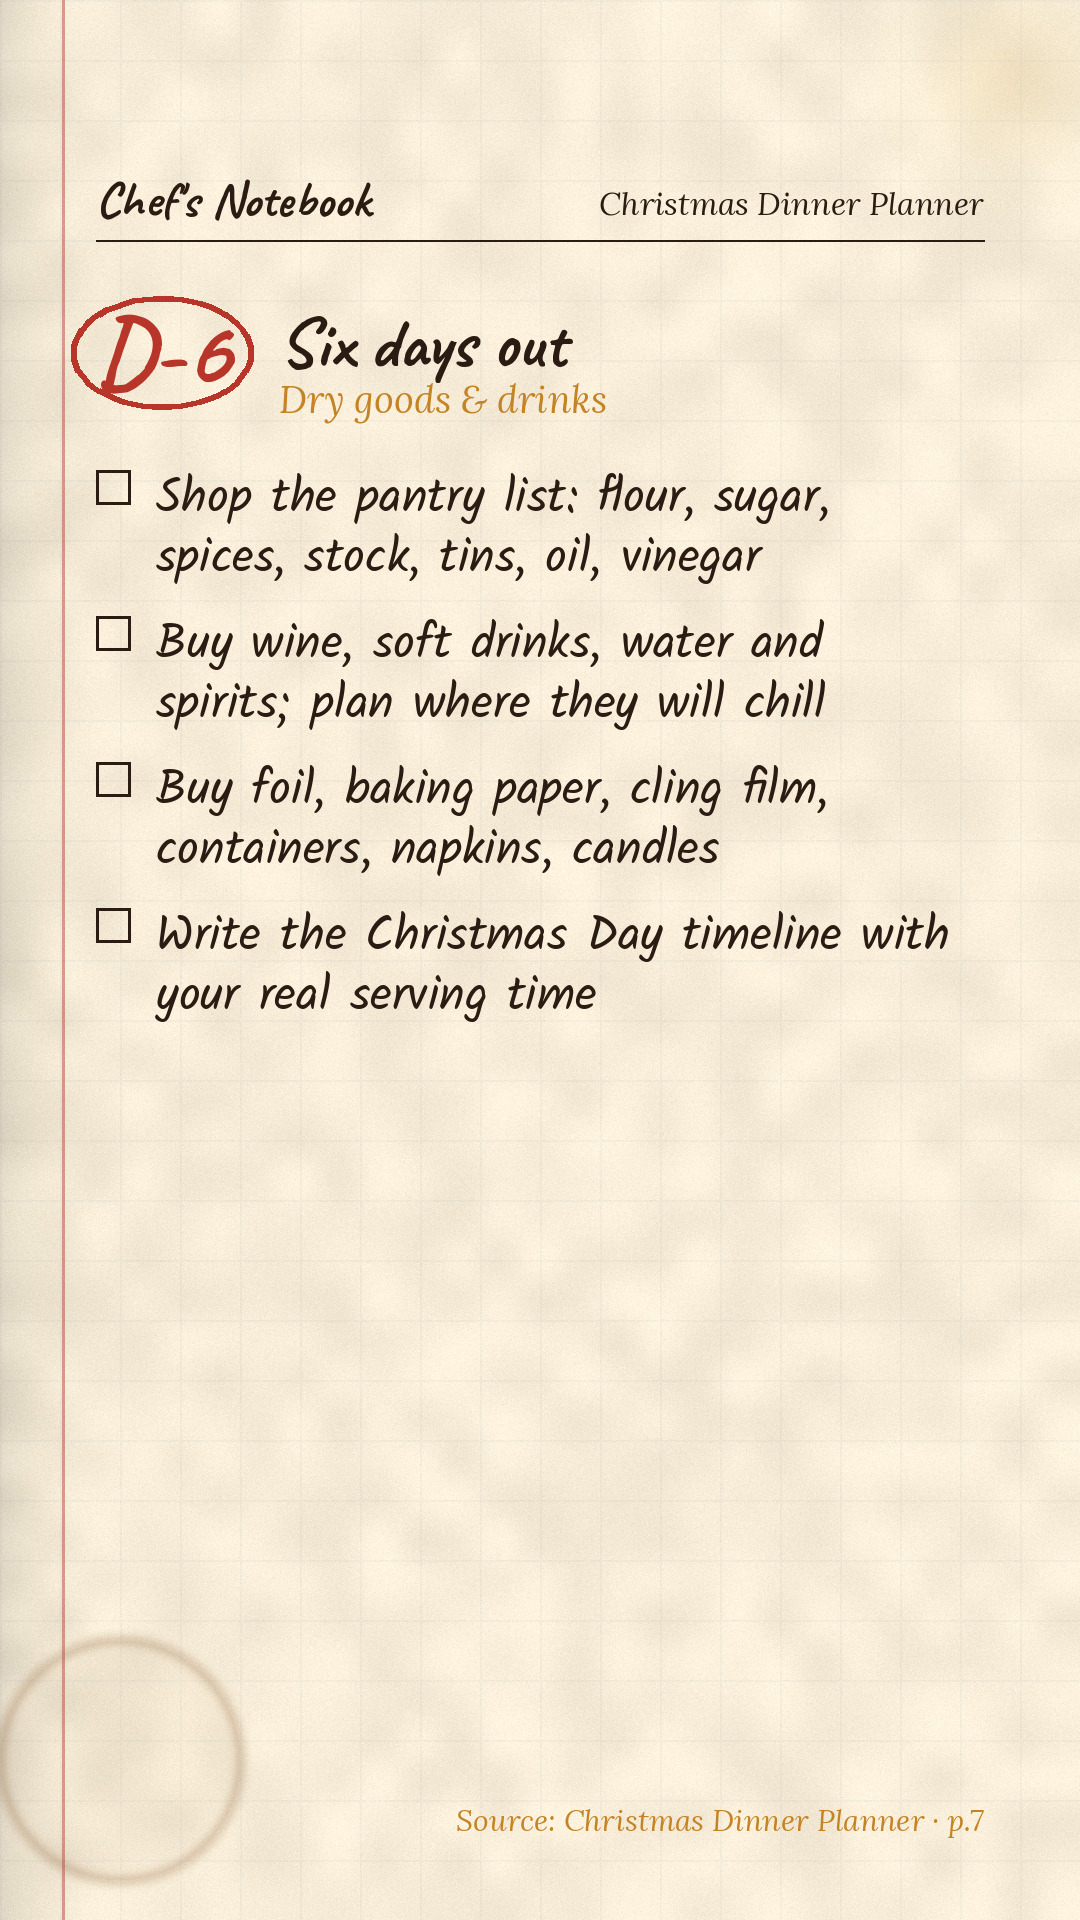 Chef's Notebook
Christmas Dinner Planner
D-6
Six days out
Dry goods & drinks
Shop the pantry list: flour, sugar,
spices, stock, tins, oil, vinegar
Buy wine, soft drinks, water and
spirits; plan where they will chill
Buy foil, baking paper, cling film,
containers, napkins, candles
Write the Christmas Day timeline with
your real serving time
Source: Christmas Dinner Planner · p.7